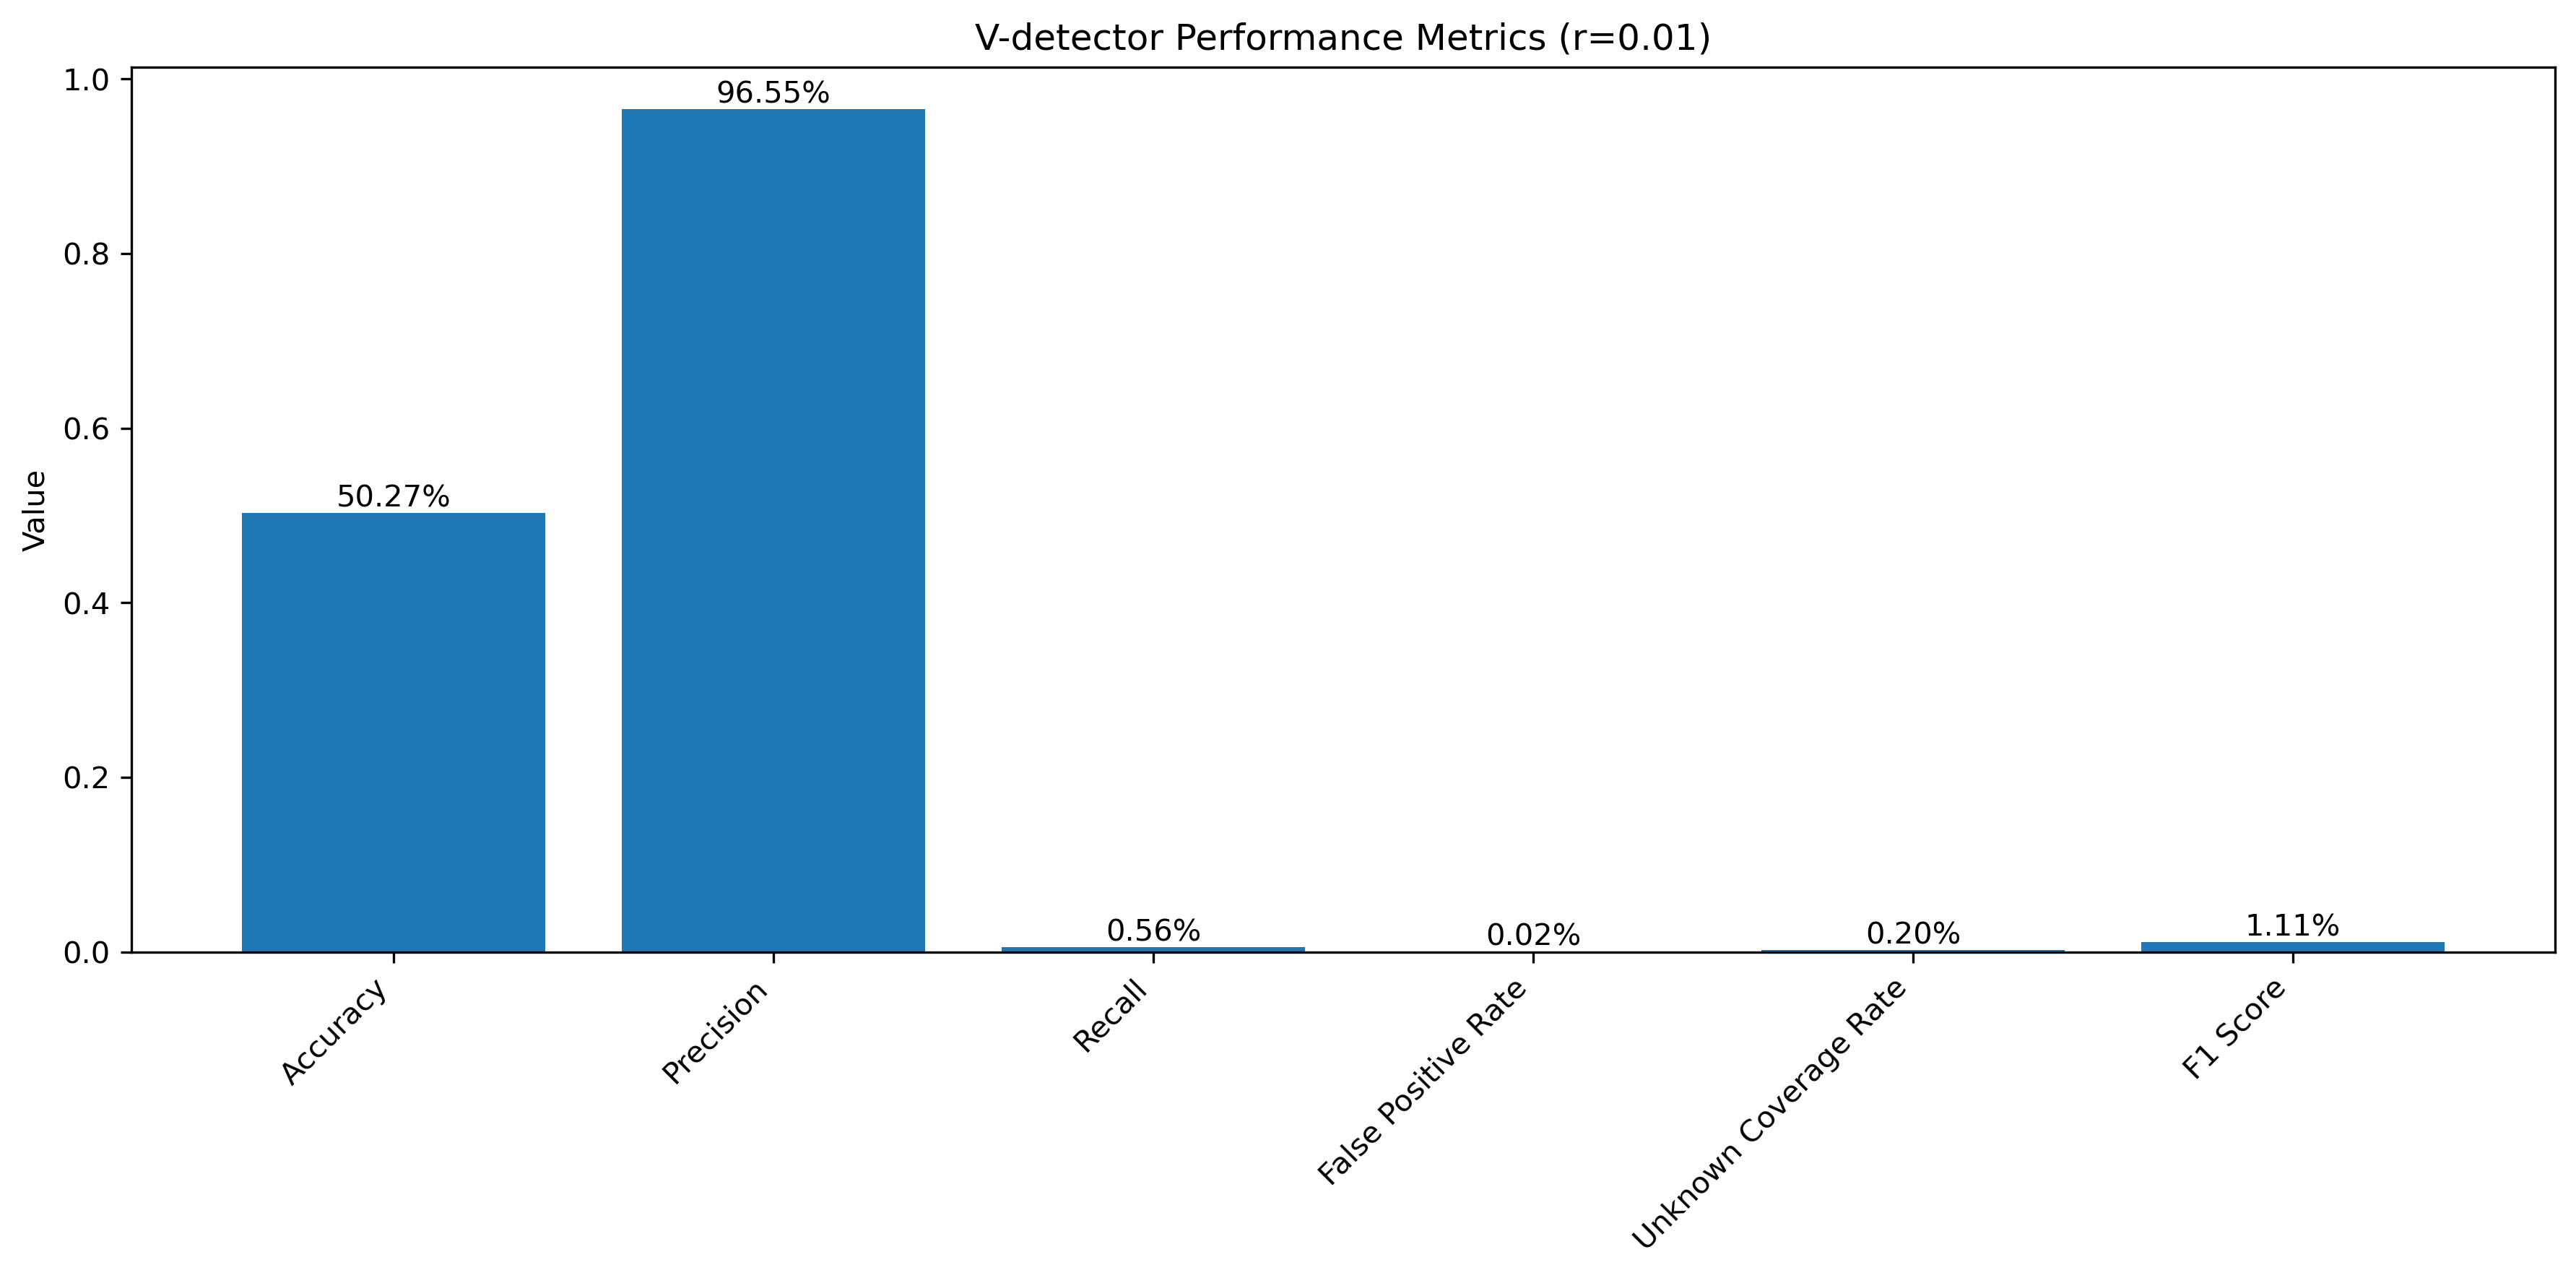 V-detector Performance Metrics (r=0.01)
Value
1.0
0.8
0.6
0.4
0.2
0.0
50.27%
96.55%
0.56%
0.02%
0.20%
1.11%
Accuracy
Precision
Recall
False Positive Rate
Unknown Coverage Rate
F1 Score